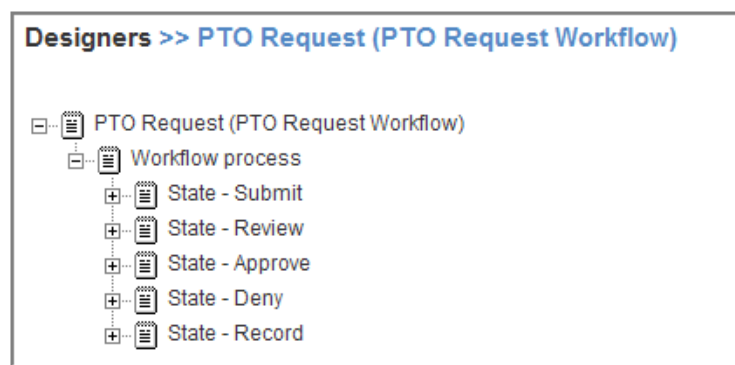 Designers >> PTO Request (PTO Request Workflow)
PTO Request (PTO Request Workflow)
Workflow process
State - Submit
State - Review
State - Approve
State - Deny
State - Record